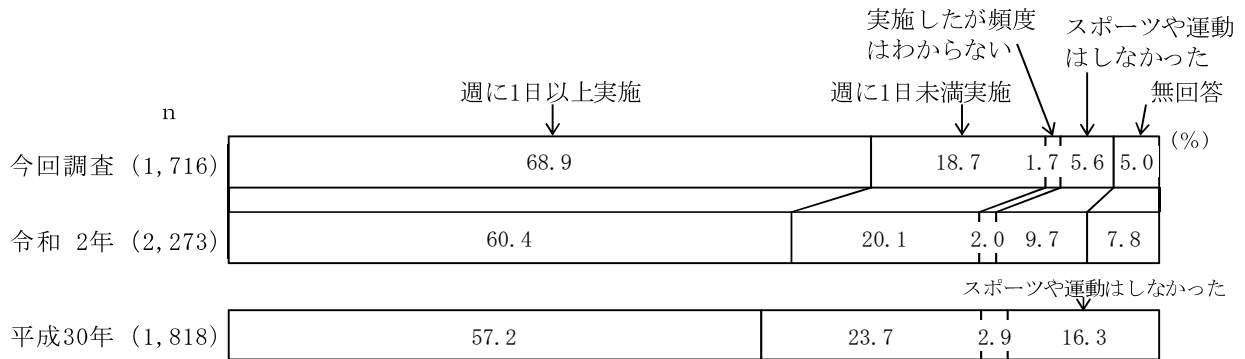 実施したが頻度
はわからない
スポーツや運動
はしなかった
週に1日以上実施
週に1日未満実施
無回答
n
(%)
今回調査 (1,716)
68.9
18.7
1.7
5.6
5.0
令和 2年 (2,273)
60.4
20.1
2.0
9.7
7.8
スポーツや運動はしなかった
平成30年 (1,818)
57.2
23.7
2.9
16.3